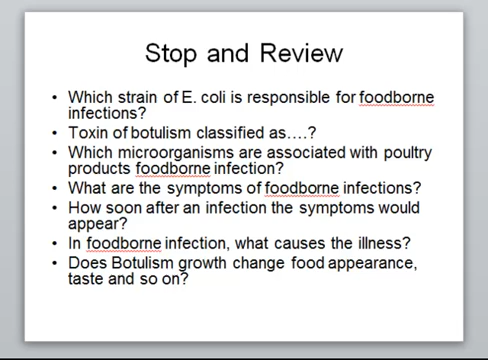 Stop and Review
• Which strain of E. coli is responsible for foodborne
infections?
• Toxin of botulism classified as….?
• Which microorganisms are associated with poultry
products foodborne infection?
• What are the symptoms of foodborne infections?
• How soon after an infection the symptoms would
appear?
• In foodborne infection, what causes the illness?
• Does Botulism growth change food appearance,
taste and so on?